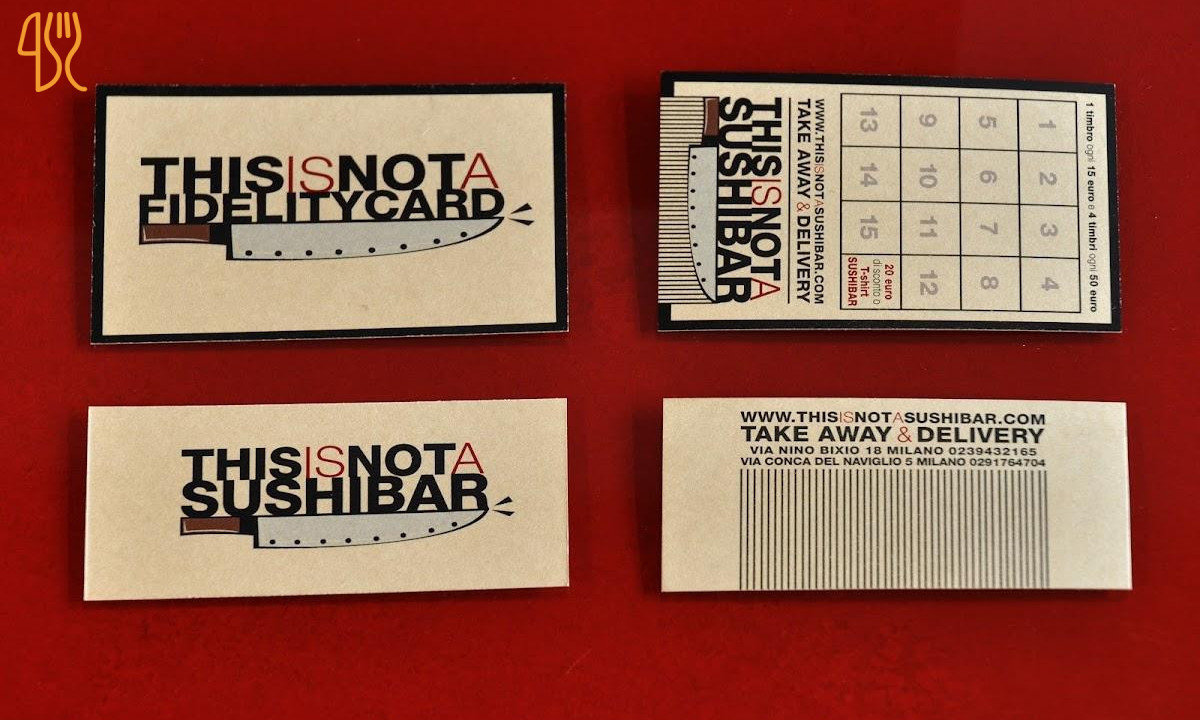 THISISNOTA
FIDELITYCARD
1 timbro ogni 15 euro e 4 timbri ogni 50 euro
1 2 3 4
5 6 7 8
9 10 11 12
13 14 15 20 euro
di sconto o
T-shirt
SUSHIBAR
WWW.THISISNOTASUSHIBAR.COM
TAKE AWAY & DELIVERY
THISISNOTA
SUSHIBAR
THISISNOTA
SUSHIBAR
WWW.THISISNOTASUSHIBAR.COM
TAKE AWAY & DELIVERY
VIA NINO BIXIO 18 MILANO 0239432165
VIA CONCA DEL NAVIGLIO 5 MILANO 0291764704